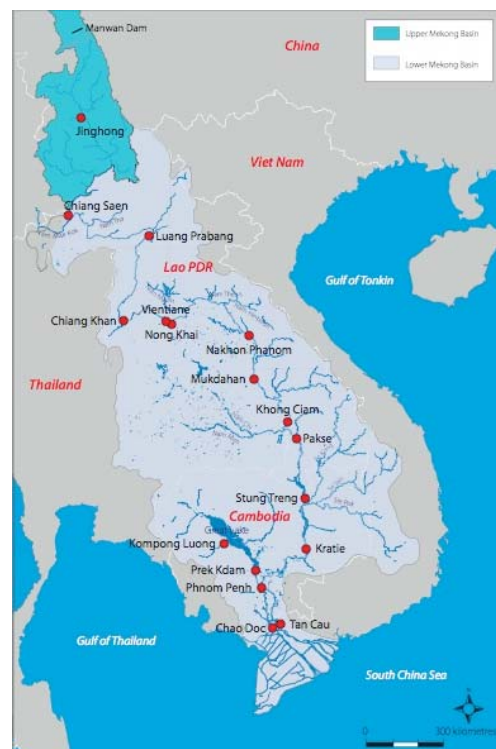 Manwan Dam
China
Upper Mekong Basin
Lower Mekong Basin
Jinghong
Viet Nam
Chiang Saen
Luang Prabang
Lao PDR
Gulf of Tonkin
Vientiane
Chiang Khan
Nong Khai
Nakhon Phanom
Thailand
Mukdahan
Khong Ciam
Pakse
Stung Treng
Great Lake
Cambodia
Kompong Luong
Kratie
Prek Kdam
Phnom Penh
Tan Cau
Chao Doc
Gulf of Thailand
South China Sea
0
300 kilometres